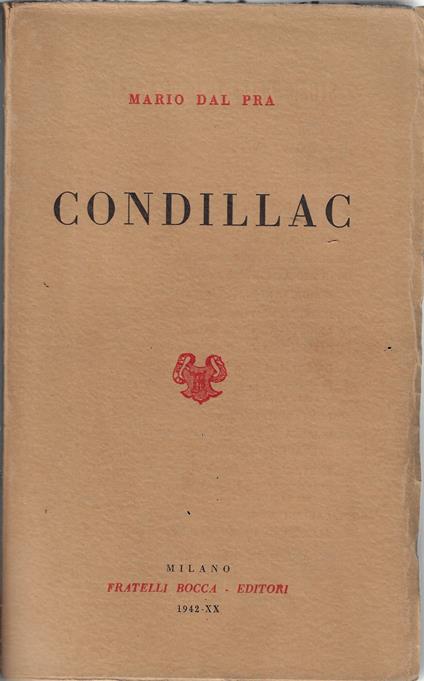 MARIO DAL PRA
CONDILLAC
MILANO
FRATELLI BOCCA - EDITORI
1942-XX